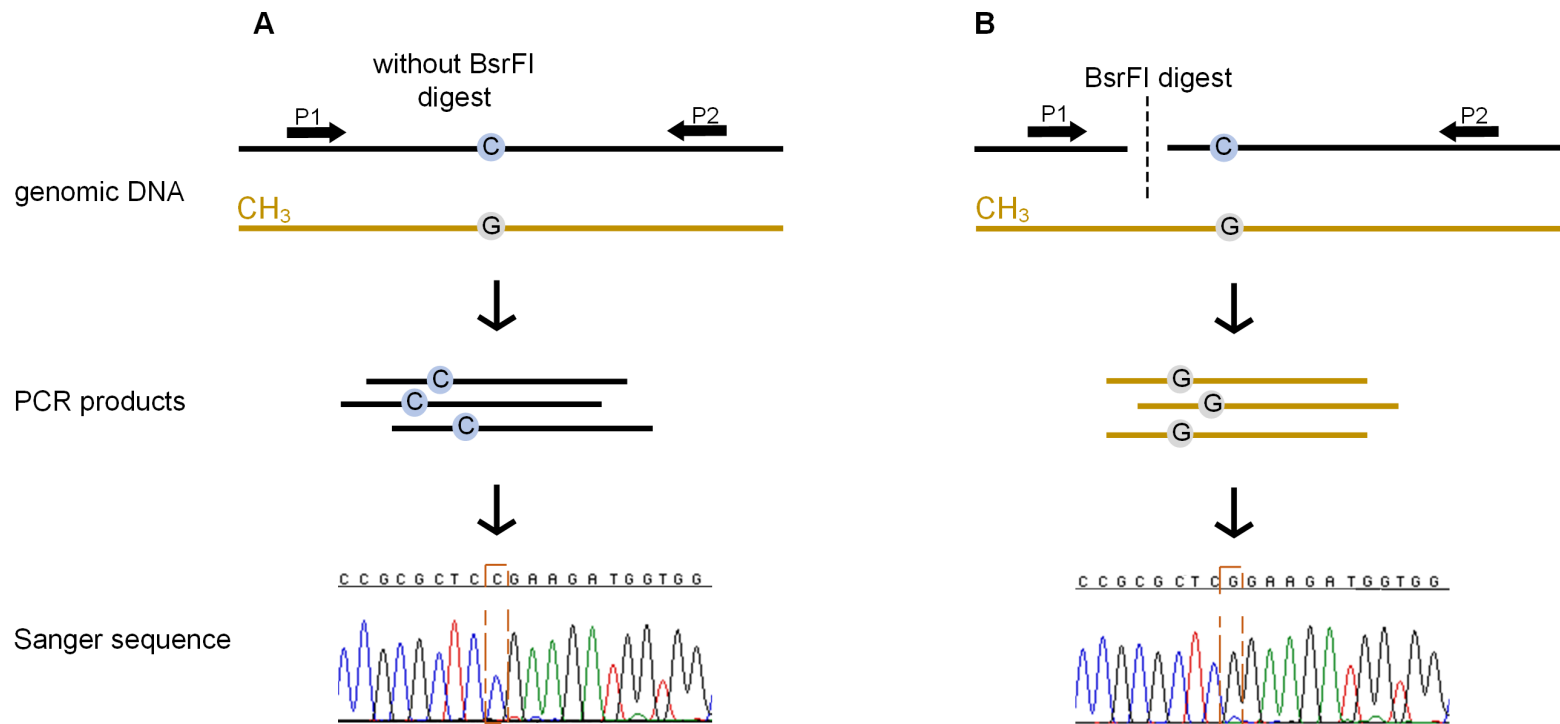 A
B
without BsrFI
digest
BsrFI digest
P1
P2
P1
P2
C
C
genomic DNA
CH₃
CH₃
G
G
PCR products
C
C
C
G
G
G
C C G C G C T C C G A A G A T G G T G G
C C G C G C T C G G A A G A T G G T G G
Sanger sequence